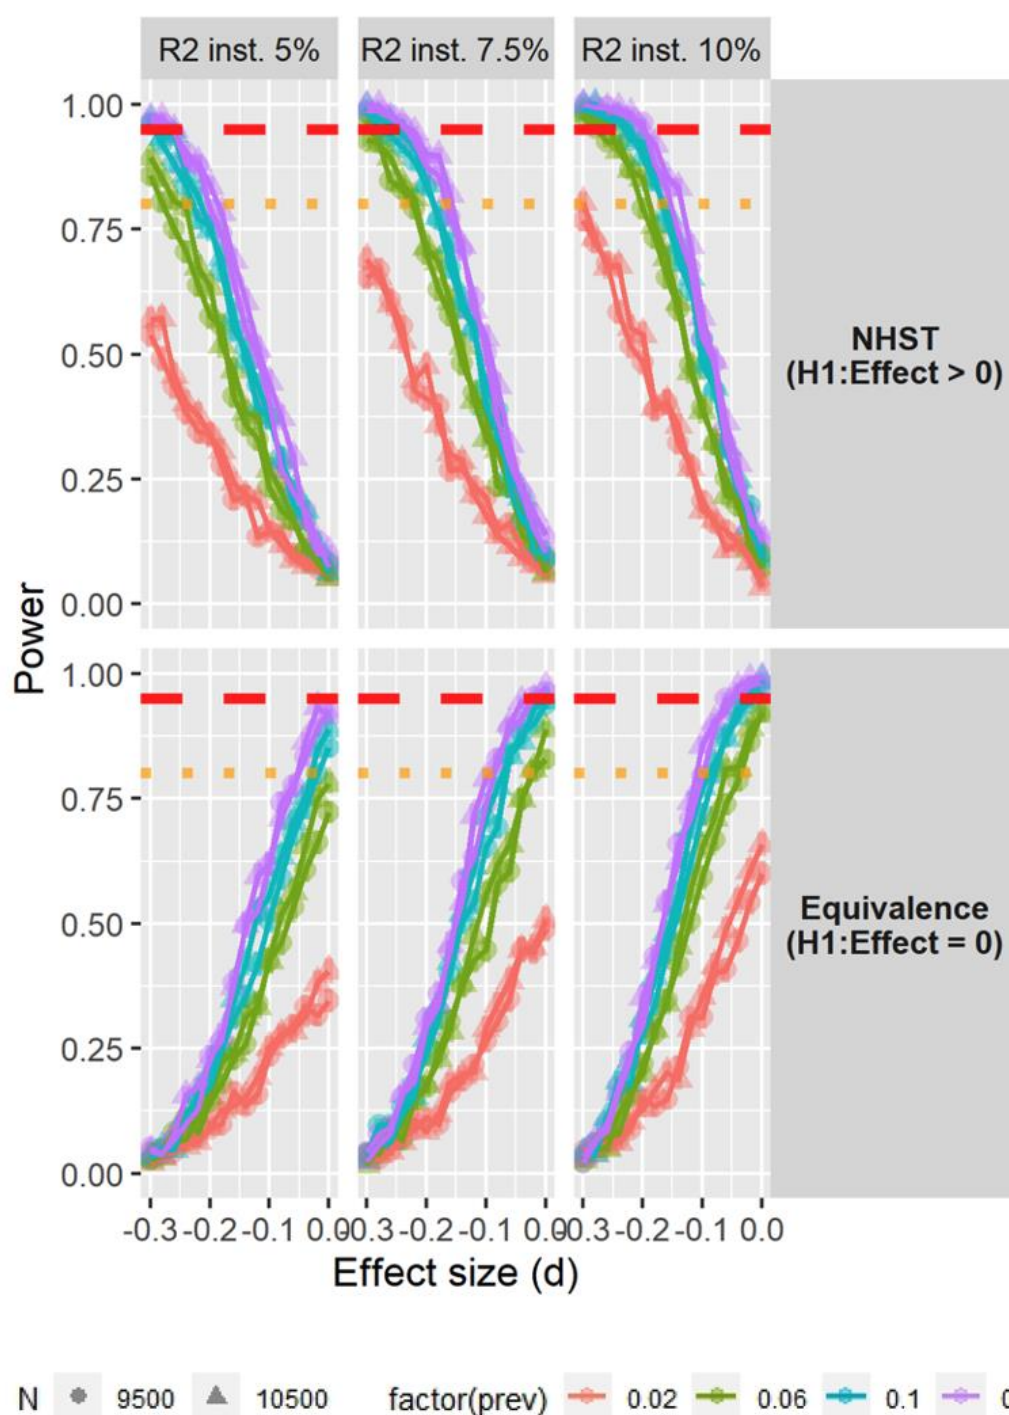 R2 inst. 5% R2 inst. 7.5% R2 inst. 10%
1.00
0.75
0.50
0.25
0.00
NHST
(H1:Effect > 0)
Power
1.00
0.75
0.50
0.25
0.00
Equivalence
(H1:Effect = 0)
-0.3 -0.2 -0.1 0.0 -0.3 -0.2 -0.1 0.0 -0.3 -0.2 -0.1 0.0
Effect size (d)
N 9500 10500 factor(prev) 0.02 0.06 0.1